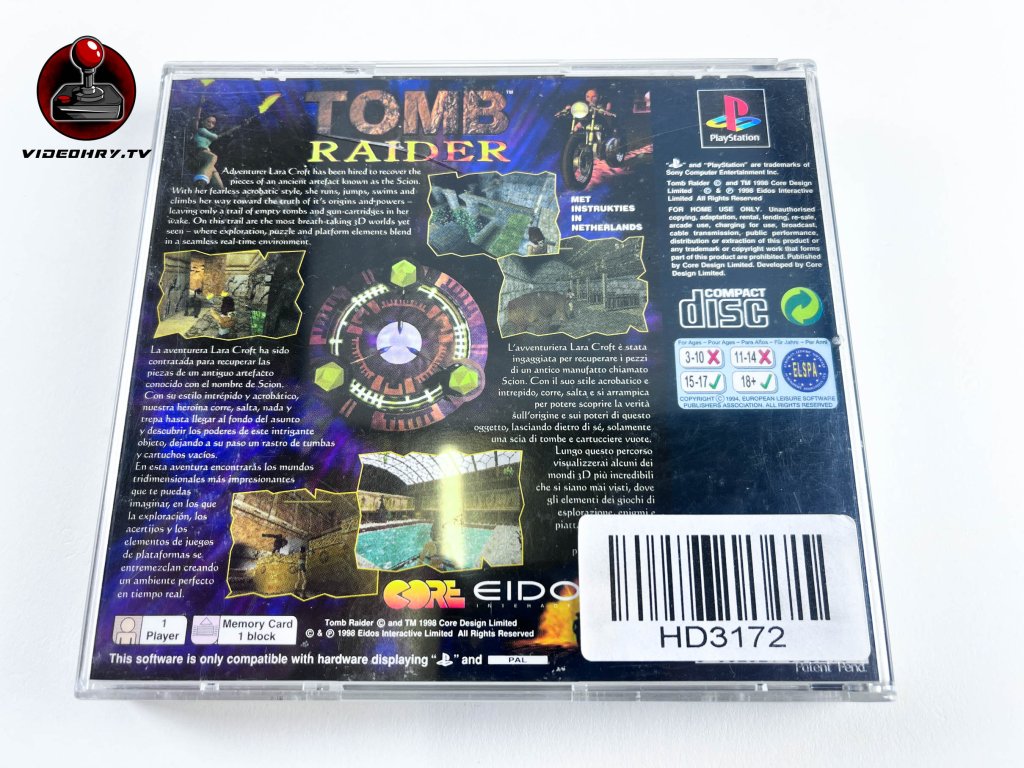 VIDEOHRY.TV
TOMB™
RAIDER
Adventurer Lara Croft has been hired to recover the
pieces of an ancient artefact known as the Scion.
With her fearless acrobatic style, she runs, jumps, swims and
climbs her way toward the truth of it's origins and powers –
leaving only a trail of empty tombs and gun-cartridges in her
wake. On this trail are the most breath-taking 3D worlds yet
seen – where exploration, puzzle and platform elements blend
in a seamless real-time environment.
MET
INSTRUKTIES
IN
NETHERLANDS
La aventurera Lara Croft ha sido
contratada para recuperar las
piezas de un antiguo artefacto
conocido con el nombre de Scion.
Con su estilo intrépido y acrobático,
nuestra heroína corre, salta, nada y
trepa hasta llegar al fondo del asunto
y descubrir los poderes de este intrigante
objeto, dejando a su paso un rastro de tumbas
y cartuchos vacíos.
En esta aventura encontrarás los mundos
tridimensionales más impresionantes
que te puedas
imaginar, en los que
la exploración, los
acertijos y los
elementos de juegos
de plataformas se
entremezclan creando
un ambiente perfecto
en tiempo real.
L'avventuriera Lara Croft è stata
ingaggiata per recuperare i pezzi
di un antico manufatto chiamato
Scion. Con il suo stile acrobatico e
intrepido, corre, salta e si arrampica
per potere scoprire la verità
sull'origine e sui poteri di questo
oggetto, lasciando dietro di sé, solamente
una scia di tombe e cartucciere vuote.
Lungo questo percorso
visualizzerai alcuni dei
mondi 3D più incredibili
che si siano mai visti, dove
gli elementi dei giochi di
esplorazione, enigmi e
CORE EIDO
1
Player
Memory Card
1 block
Tomb Raider © and TM 1998 Core Design Limited
© & ℗ 1998 Eidos Interactive Limited All Rights Reserved
This software is only compatible with hardware displaying " " and PAL
PlayStation
" " and "PlayStation" are trademarks of
Sony Computer Entertainment Inc.
Tomb Raider © and TM 1998 Core Design
Limited © & ℗ 1998 Eidos Interactive
Limited All Rights Reserved
FOR HOME USE ONLY. Unauthorised
copying, adaptation, rental, lending, re-sale,
arcade use, charging for use, broadcast,
cable transmission, public performance,
distribution or extraction of this product or
any trademark or copyright work that forms
part of this product are prohibited. Published
by Core Design Limited. Developed by Core
Design Limited.
COMPACT
disc
For Ages – Pour Ages – Para Años – Für Jahre – Per Anni
3-10 11-14
15-17 18+
ELSPA
COPYRIGHT © 1994, EUROPEAN LEISURE SOFTWARE
PUBLISHERS ASSOCIATION. ALL RIGHTS RESERVED
HD3172
Patent Pend.